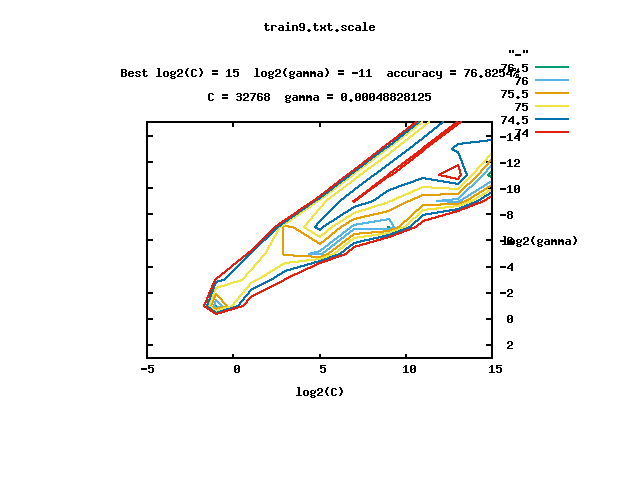 train9.txt.scale
"-"
Best log2(C) = 15  log2(gamma) = -11  accuracy = 76.8254%
76.5
76
75.5
75
74.5
74
C = 32768  gamma = 0.00048828125
-14
-12
-10
-8
-6
-4
-2
0
2
log2(gamma)
-5 0 5 10 15
log2(C)